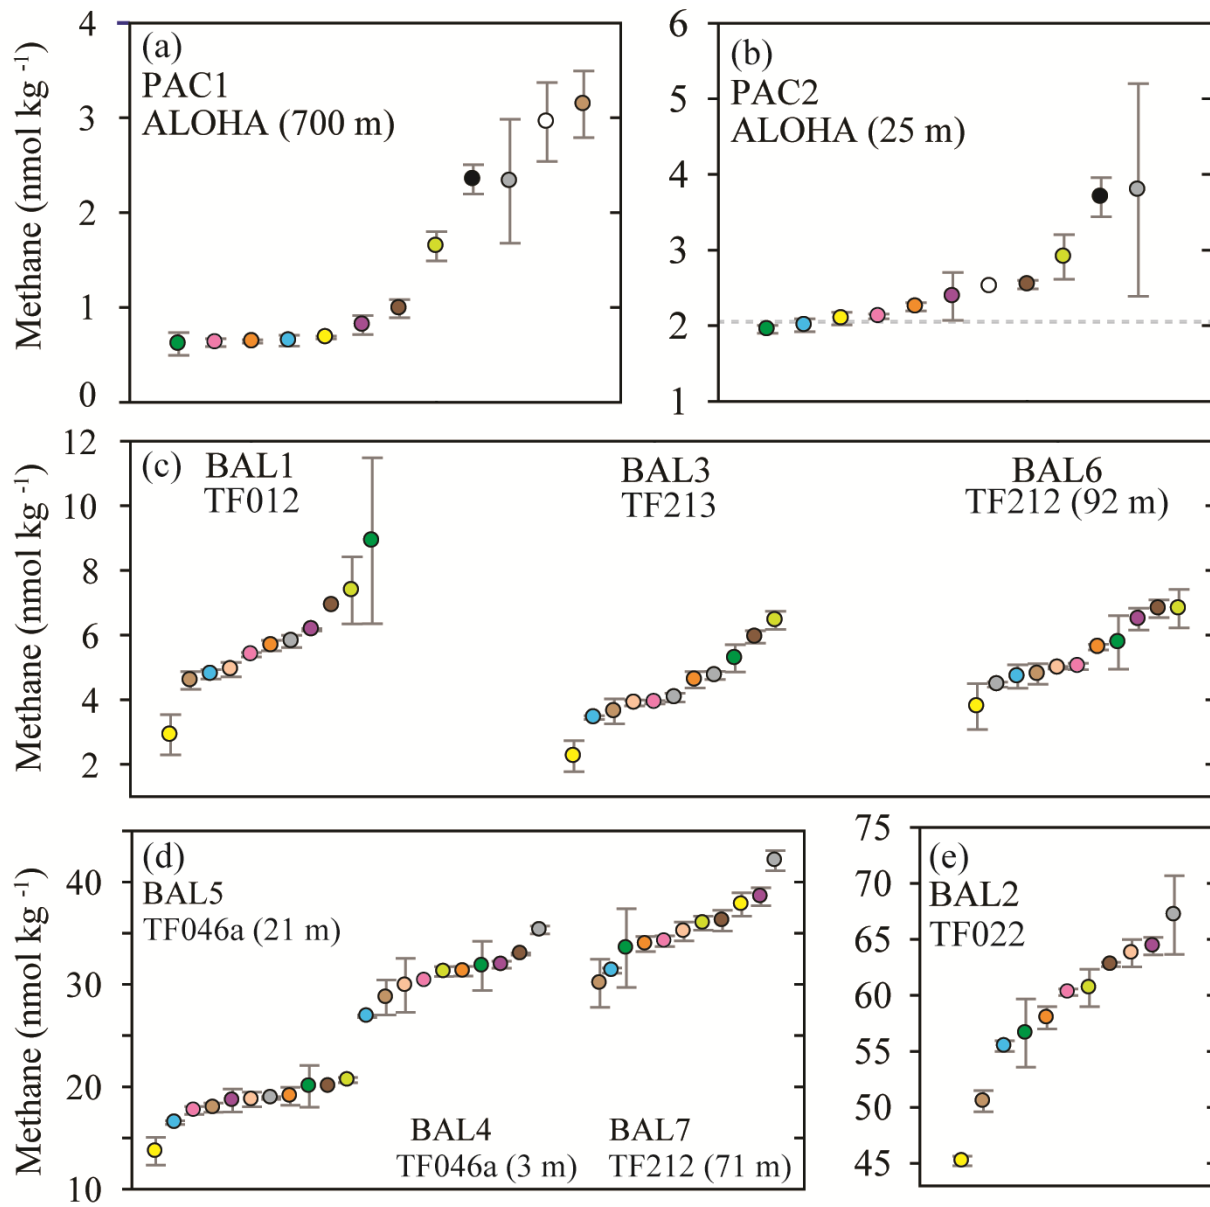 Methane (nmol kg -1)
4
3
2
1
0
(a)
PAC1
ALOHA (700 m)
6
5
4
3
2
1
(b)
PAC2
ALOHA (25 m)
Methane (nmol kg -1)
12
10
8
6
4
2
(c)
BAL1
TF012
BAL3
TF213
BAL6
TF212 (92 m)
Methane (nmol kg -1)
40
30
20
10
(d)
BAL5
TF046a (21 m)
BAL4
TF046a (3 m)
BAL7
TF212 (71 m)
75
70
65
60
55
50
45
(e)
BAL2
TF022